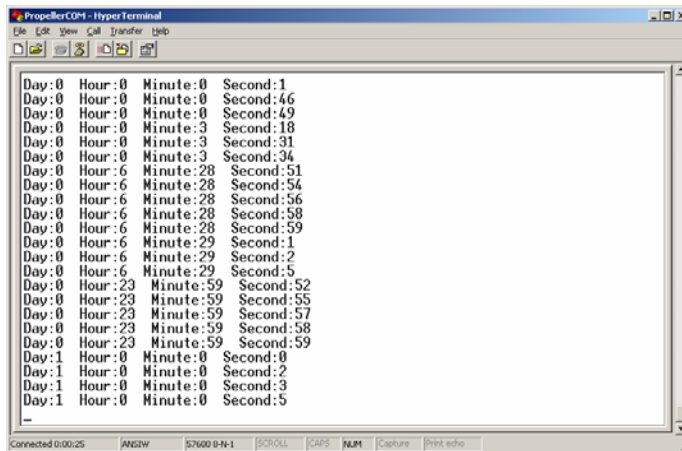 PropellerCOM - HyperTerminal
File Edit View Call Transfer Help
Day:0 Hour:0 Minute:0 Second:1
Day:0 Hour:0 Minute:0 Second:46
Day:0 Hour:0 Minute:0 Second:49
Day:0 Hour:0 Minute:3 Second:18
Day:0 Hour:0 Minute:3 Second:31
Day:0 Hour:0 Minute:3 Second:34
Day:0 Hour:6 Minute:28 Second:51
Day:0 Hour:6 Minute:28 Second:54
Day:0 Hour:6 Minute:28 Second:56
Day:0 Hour:6 Minute:28 Second:58
Day:0 Hour:6 Minute:28 Second:59
Day:0 Hour:6 Minute:29 Second:1
Day:0 Hour:6 Minute:29 Second:2
Day:0 Hour:6 Minute:29 Second:5
Day:0 Hour:23 Minute:59 Second:52
Day:0 Hour:23 Minute:59 Second:55
Day:0 Hour:23 Minute:59 Second:57
Day:0 Hour:23 Minute:59 Second:58
Day:0 Hour:23 Minute:59 Second:59
Day:1 Hour:0 Minute:0 Second:0
Day:1 Hour:0 Minute:0 Second:2
Day:1 Hour:0 Minute:0 Second:3
Day:1 Hour:0 Minute:0 Second:5
_
Connected 0:00:25 ANSIW 57600 8-N-1 SCROLL CAPS NUM Capture Print echo